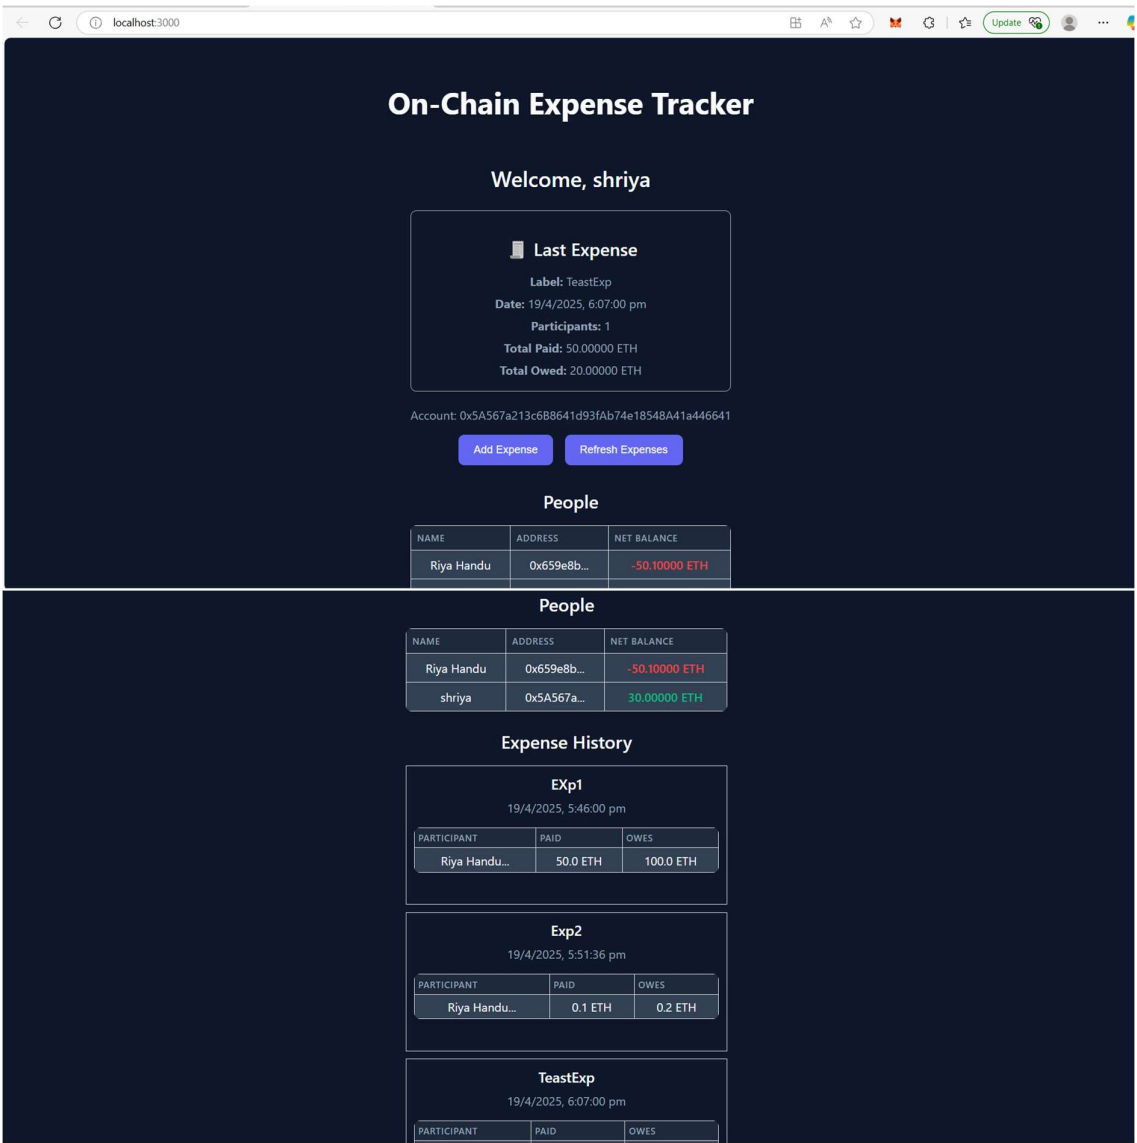 localhost:3000
Update
On-Chain Expense Tracker
Welcome, shriya
Last Expense
Label: TeastExp
Date: 19/4/2025, 6:07:00 pm
Participants: 1
Total Paid: 50.00000 ETH
Total Owed: 20.00000 ETH
Account: 0x5A567a213c6B8641d93fAb74e18548A41a446641
Add Expense Refresh Expenses
People
NAME ADDRESS NET BALANCE
Riya Handu 0x659e8b... -50.10000 ETH
People
NAME ADDRESS NET BALANCE
Riya Handu 0x659e8b... -50.10000 ETH
shriya 0x5A567a... 30.00000 ETH
Expense History
EXp1
19/4/2025, 5:46:00 pm
PARTICIPANT PAID OWES
Riya Handu... 50.0 ETH 100.0 ETH
Exp2
19/4/2025, 5:51:36 pm
PARTICIPANT PAID OWES
Riya Handu... 0.1 ETH 0.2 ETH
TeastExp
19/4/2025, 6:07:00 pm
PARTICIPANT PAID OWES